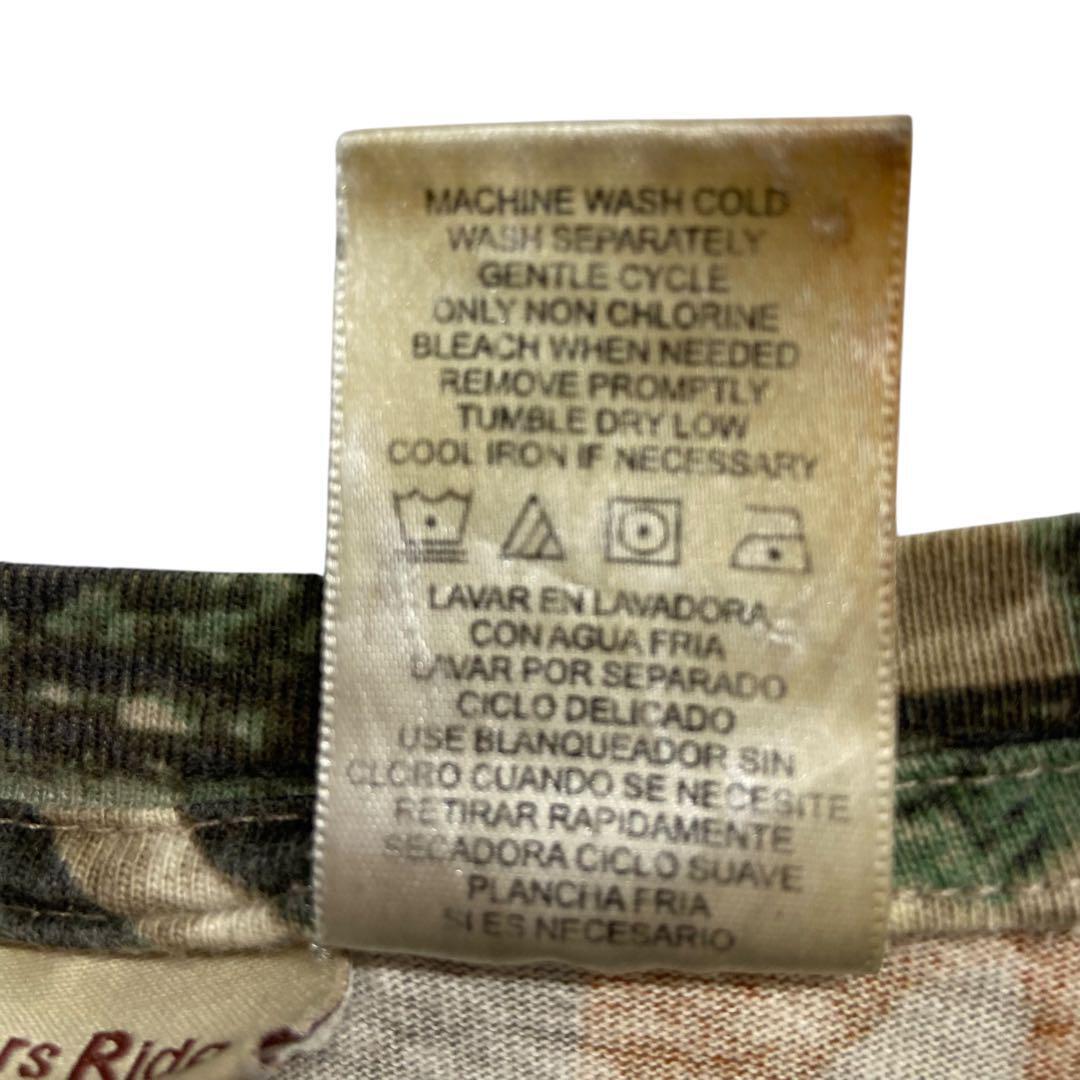 MACHINE WASH COLD
WASH SEPARATELY
GENTLE CYCLE
ONLY NON CHLORINE
BLEACH WHEN NEEDED
REMOVE PROMPTLY
TUMBLE DRY LOW
COOL IRON IF NECESSARY
LAVAR EN LAVADORA
CON AGUA FRIA
LAVAR POR SEPARADO
CICLO DELICADO
USE BLANQUEADOR SIN
CLORO CUANDO SE NECESITE
RETIRAR RAPIDAMENTE
SECADORA CICLO SUAVE
PLANCHA FRIA
SI ES NECESARIO